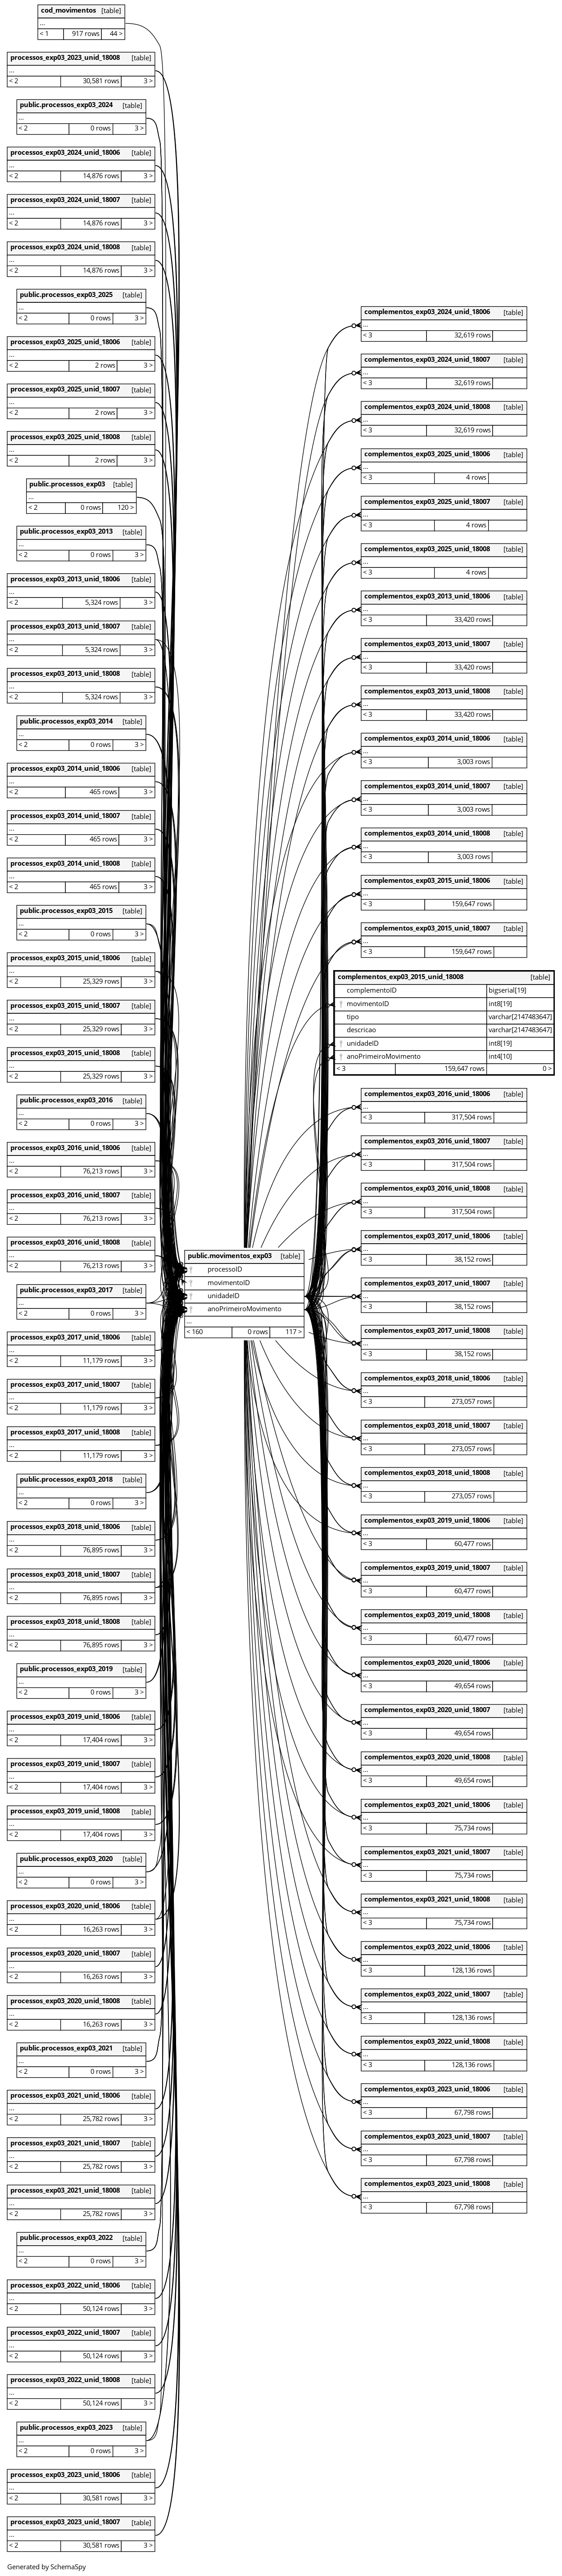 cod_movimentos [table]
...
< 1 917 rows 44 >
processos_exp03_2023_unid_18008 [table]
...
< 2 30,581 rows 3 >
public.processos_exp03_2024 [table]
...
< 2 0 rows 3 >
processos_exp03_2024_unid_18006 [table]
...
< 2 14,876 rows 3 >
processos_exp03_2024_unid_18007 [table]
...
< 2 14,876 rows 3 >
processos_exp03_2024_unid_18008 [table]
...
< 2 14,876 rows 3 >
public.processos_exp03_2025 [table]
...
< 2 0 rows 3 >
processos_exp03_2025_unid_18006 [table]
...
< 2 2 rows 3 >
processos_exp03_2025_unid_18007 [table]
...
< 2 2 rows 3 >
processos_exp03_2025_unid_18008 [table]
...
< 2 2 rows 3 >
public.processos_exp03 [table]
...
< 2 0 rows 120 >
public.processos_exp03_2013 [table]
...
< 2 0 rows 3 >
processos_exp03_2013_unid_18006 [table]
...
< 2 5,324 rows 3 >
processos_exp03_2013_unid_18007 [table]
...
< 2 5,324 rows 3 >
processos_exp03_2013_unid_18008 [table]
...
< 2 5,324 rows 3 >
public.processos_exp03_2014 [table]
...
< 2 0 rows 3 >
processos_exp03_2014_unid_18006 [table]
...
< 2 465 rows 3 >
processos_exp03_2014_unid_18007 [table]
...
< 2 465 rows 3 >
processos_exp03_2014_unid_18008 [table]
...
< 2 465 rows 3 >
public.processos_exp03_2015 [table]
...
< 2 0 rows 3 >
processos_exp03_2015_unid_18006 [table]
...
< 2 25,329 rows 3 >
processos_exp03_2015_unid_18007 [table]
...
< 2 25,329 rows 3 >
processos_exp03_2015_unid_18008 [table]
...
< 2 25,329 rows 3 >
public.processos_exp03_2016 [table]
...
< 2 0 rows 3 >
processos_exp03_2016_unid_18006 [table]
...
< 2 76,213 rows 3 >
processos_exp03_2016_unid_18007 [table]
...
< 2 76,213 rows 3 >
processos_exp03_2016_unid_18008 [table]
...
< 2 76,213 rows 3 >
public.processos_exp03_2017 [table]
...
< 2 0 rows 3 >
processos_exp03_2017_unid_18006 [table]
...
< 2 11,179 rows 3 >
processos_exp03_2017_unid_18007 [table]
...
< 2 11,179 rows 3 >
processos_exp03_2017_unid_18008 [table]
...
< 2 11,179 rows 3 >
public.processos_exp03_2018 [table]
...
< 2 0 rows 3 >
processos_exp03_2018_unid_18006 [table]
...
< 2 76,895 rows 3 >
processos_exp03_2018_unid_18007 [table]
...
< 2 76,895 rows 3 >
processos_exp03_2018_unid_18008 [table]
...
< 2 76,895 rows 3 >
public.processos_exp03_2019 [table]
...
< 2 0 rows 3 >
processos_exp03_2019_unid_18006 [table]
...
< 2 17,404 rows 3 >
processos_exp03_2019_unid_18007 [table]
...
< 2 17,404 rows 3 >
processos_exp03_2019_unid_18008 [table]
...
< 2 17,404 rows 3 >
public.processos_exp03_2020 [table]
...
< 2 0 rows 3 >
processos_exp03_2020_unid_18006 [table]
...
< 2 16,263 rows 3 >
processos_exp03_2020_unid_18007 [table]
...
< 2 16,263 rows 3 >
processos_exp03_2020_unid_18008 [table]
...
< 2 16,263 rows 3 >
public.processos_exp03_2021 [table]
...
< 2 0 rows 3 >
processos_exp03_2021_unid_18006 [table]
...
< 2 25,782 rows 3 >
processos_exp03_2021_unid_18007 [table]
...
< 2 25,782 rows 3 >
processos_exp03_2021_unid_18008 [table]
...
< 2 25,782 rows 3 >
public.processos_exp03_2022 [table]
...
< 2 0 rows 3 >
processos_exp03_2022_unid_18006 [table]
...
< 2 50,124 rows 3 >
processos_exp03_2022_unid_18007 [table]
...
< 2 50,124 rows 3 >
processos_exp03_2022_unid_18008 [table]
...
< 2 50,124 rows 3 >
public.processos_exp03_2023 [table]
...
< 2 0 rows 3 >
processos_exp03_2023_unid_18006 [table]
...
< 2 30,581 rows 3 >
processos_exp03_2023_unid_18007 [table]
...
< 2 30,581 rows 3 >
public.movimentos_exp03 [table]
processoID
movimentoID
unidadeID
anoPrimeiroMovimento
...
< 160 0 rows 117 >
complementos_exp03_2024_unid_18006 [table]
...
< 3 32,619 rows
complementos_exp03_2024_unid_18007 [table]
...
< 3 32,619 rows
complementos_exp03_2024_unid_18008 [table]
...
< 3 32,619 rows
complementos_exp03_2025_unid_18006 [table]
...
< 3 4 rows
complementos_exp03_2025_unid_18007 [table]
...
< 3 4 rows
complementos_exp03_2025_unid_18008 [table]
...
< 3 4 rows
complementos_exp03_2013_unid_18006 [table]
...
< 3 33,420 rows
complementos_exp03_2013_unid_18007 [table]
...
< 3 33,420 rows
complementos_exp03_2013_unid_18008 [table]
...
< 3 33,420 rows
complementos_exp03_2014_unid_18006 [table]
...
< 3 3,003 rows
complementos_exp03_2014_unid_18007 [table]
...
< 3 3,003 rows
complementos_exp03_2014_unid_18008 [table]
...
< 3 3,003 rows
complementos_exp03_2015_unid_18006 [table]
...
< 3 159,647 rows
complementos_exp03_2015_unid_18007 [table]
...
< 3 159,647 rows
complementos_exp03_2015_unid_18008 [table]
complementoID bigserial[19]
movimentoID int8[19]
tipo varchar[2147483647]
descricao varchar[2147483647]
unidadeID int8[19]
anoPrimeiroMovimento int4[10]
< 3 159,647 rows 0 >
complementos_exp03_2016_unid_18006 [table]
...
< 3 317,504 rows
complementos_exp03_2016_unid_18007 [table]
...
< 3 317,504 rows
complementos_exp03_2016_unid_18008 [table]
...
< 3 317,504 rows
complementos_exp03_2017_unid_18006 [table]
...
< 3 38,152 rows
complementos_exp03_2017_unid_18007 [table]
...
< 3 38,152 rows
complementos_exp03_2017_unid_18008 [table]
...
< 3 38,152 rows
complementos_exp03_2018_unid_18006 [table]
...
< 3 273,057 rows
complementos_exp03_2018_unid_18007 [table]
...
< 3 273,057 rows
complementos_exp03_2018_unid_18008 [table]
...
< 3 273,057 rows
complementos_exp03_2019_unid_18006 [table]
...
< 3 60,477 rows
complementos_exp03_2019_unid_18007 [table]
...
< 3 60,477 rows
complementos_exp03_2019_unid_18008 [table]
...
< 3 60,477 rows
complementos_exp03_2020_unid_18006 [table]
...
< 3 49,654 rows
complementos_exp03_2020_unid_18007 [table]
...
< 3 49,654 rows
complementos_exp03_2020_unid_18008 [table]
...
< 3 49,654 rows
complementos_exp03_2021_unid_18006 [table]
...
< 3 75,734 rows
complementos_exp03_2021_unid_18007 [table]
...
< 3 75,734 rows
complementos_exp03_2021_unid_18008 [table]
...
< 3 75,734 rows
complementos_exp03_2022_unid_18006 [table]
...
< 3 128,136 rows
complementos_exp03_2022_unid_18007 [table]
...
< 3 128,136 rows
complementos_exp03_2022_unid_18008 [table]
...
< 3 128,136 rows
complementos_exp03_2023_unid_18006 [table]
...
< 3 67,798 rows
complementos_exp03_2023_unid_18007 [table]
...
< 3 67,798 rows
complementos_exp03_2023_unid_18008 [table]
...
< 3 67,798 rows
Generated by SchemaSpy